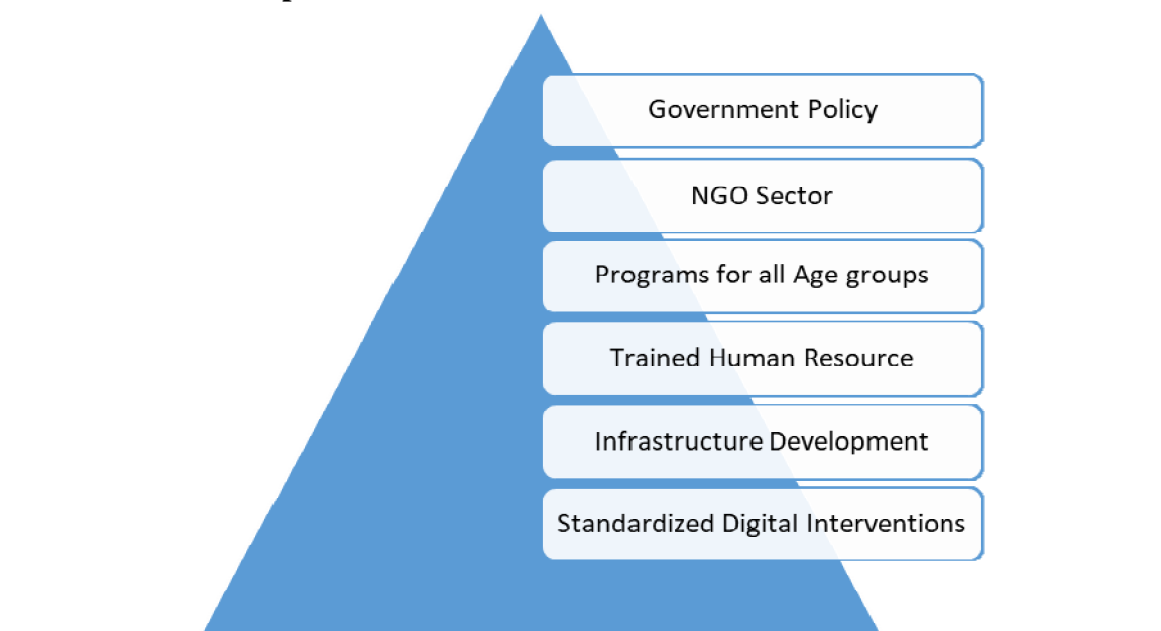 Government Policy
NGO Sector
Programs for all Age groups
Trained Human Resource
Infrastructure Development
Standardized Digital Interventions